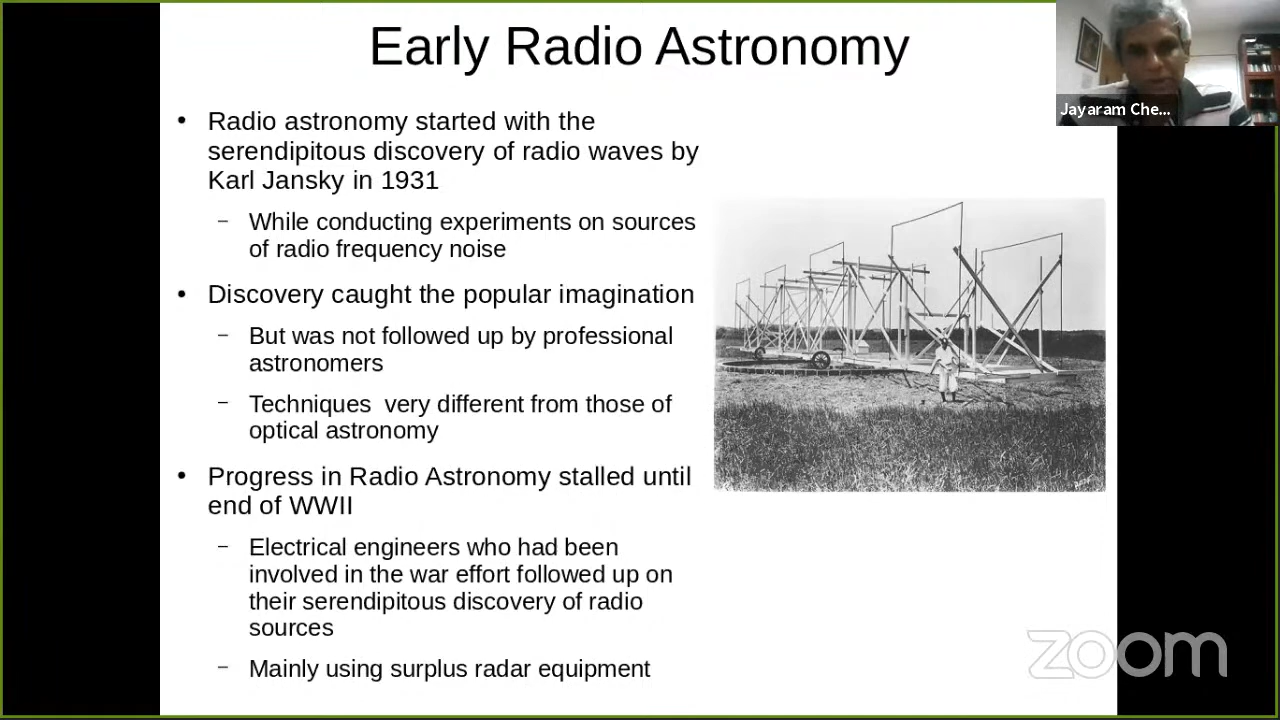 Early Radio Astronomy
Jayaram Che...
• Radio astronomy started with the
serendipitous discovery of radio waves by
Karl Jansky in 1931
– While conducting experiments on sources
of radio frequency noise
• Discovery caught the popular imagination
– But was not followed up by professional
astronomers
– Techniques  very different from those of
optical astronomy
• Progress in Radio Astronomy stalled until
end of WWII
– Electrical engineers who had been
involved in the war effort followed up on
their serendipitous discovery of radio
sources
– Mainly using surplus radar equipment
zoom